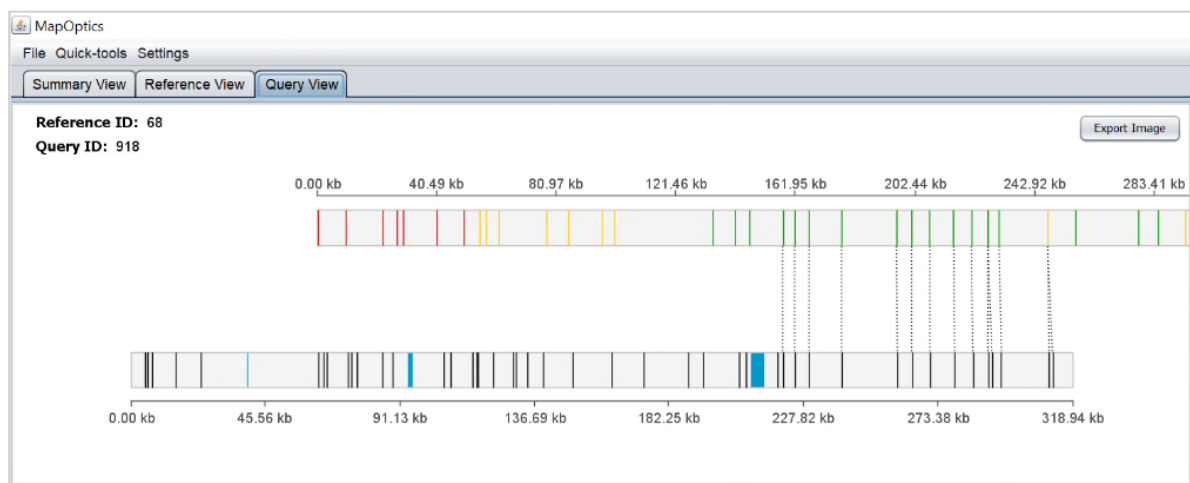 MapOptics
File Quick-tools Settings
Summary View Reference View Query View
Reference ID: 68
Export Image
Query ID: 918
0.00 kb 40.49 kb 80.97 kb 121.46 kb 161.95 kb 202.44 kb 242.92 kb 283.41 kb
0.00 kb 45.56 kb 91.13 kb 136.69 kb 182.25 kb 227.82 kb 273.38 kb 318.94 kb